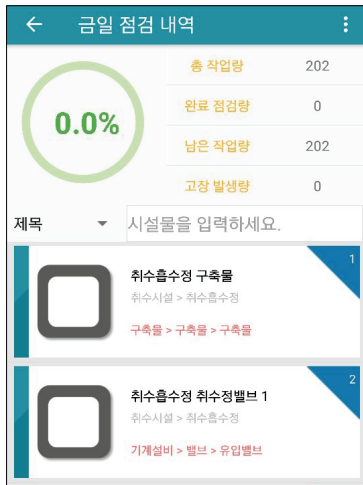 금일 점검 내역
0.0%
총 작업량 202
완료 점검량 0
남은 작업량 202
고장 발생량 0
제목 시설물을 입력하세요.
1
취수흡수정 구축물
취수시설 > 취수흡수정
구축물 > 구축물 > 구축물
2
취수흡수정 취수정밸브 1
취수시설 > 취수흡수정
기계설비 > 밸브 > 유입밸브